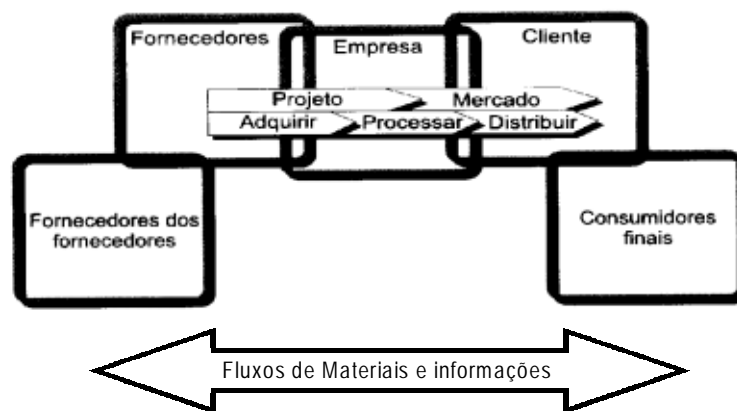 Fornecedores
Empresa
Cliente
Projeto
Mercado
Adquirir
Processar
Distribuir
Fornecedores dos
fornecedores
Consumidores
finais
Fluxos de Materiais e informações